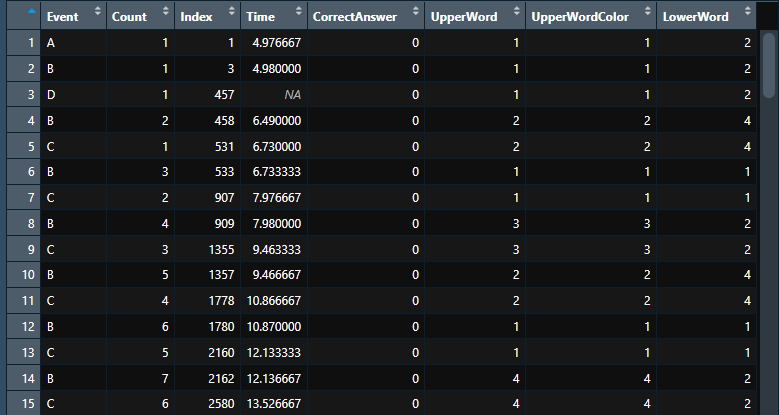 Event Count Index Time CorrectAnswer UpperWord UpperWordColor LowerWord
1 A 1 1 4.976667 0 1 1 2
2 B 1 3 4.980000 0 1 1 2
3 D 1 457 NA 0 1 1 2
4 B 2 458 6.490000 0 2 2 4
5 C 1 531 6.730000 0 2 2 4
6 B 3 533 6.733333 0 1 1 1
7 C 2 907 7.976667 0 1 1 1
8 B 4 909 7.980000 0 3 3 2
9 C 3 1355 9.463333 0 3 3 2
10 B 5 1357 9.466667 0 2 2 4
11 C 4 1778 10.866667 0 2 2 4
12 B 6 1780 10.870000 0 1 1 1
13 C 5 2160 12.133333 0 1 1 1
14 B 7 2162 12.136667 0 4 4 2
15 C 6 2580 13.526667 0 4 4 2